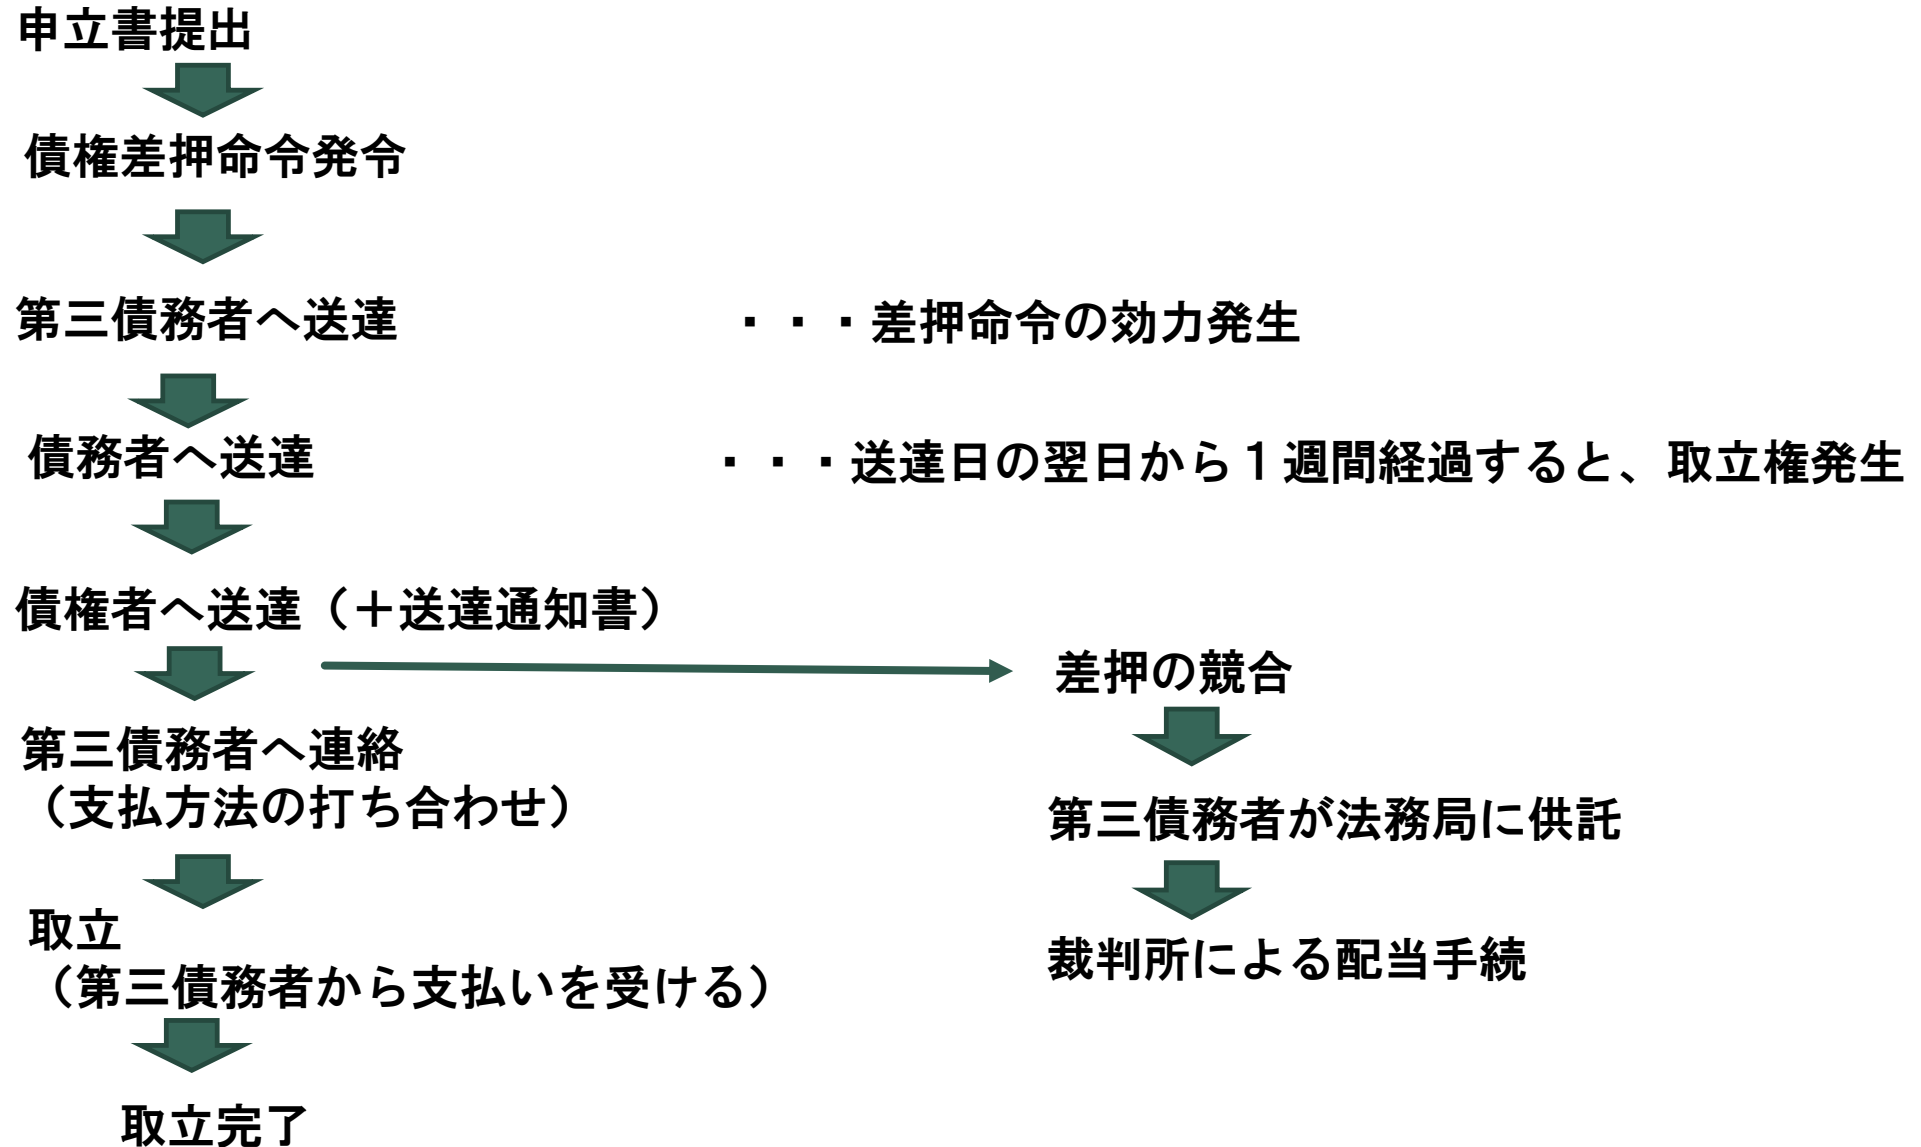 申立書提出
債権差押命令発令
第三債務者へ送達
・・・差押命令の効力発生
債務者へ送達
・・・送達日の翌日から１週間経過すると、取立権発生
債権者へ送達（＋送達通知書）
第三債務者へ連絡
（支払方法の打ち合わせ）
取立
（第三債務者から支払いを受ける）
取立完了
差押の競合
第三債務者が法務局に供託
裁判所による配当手続